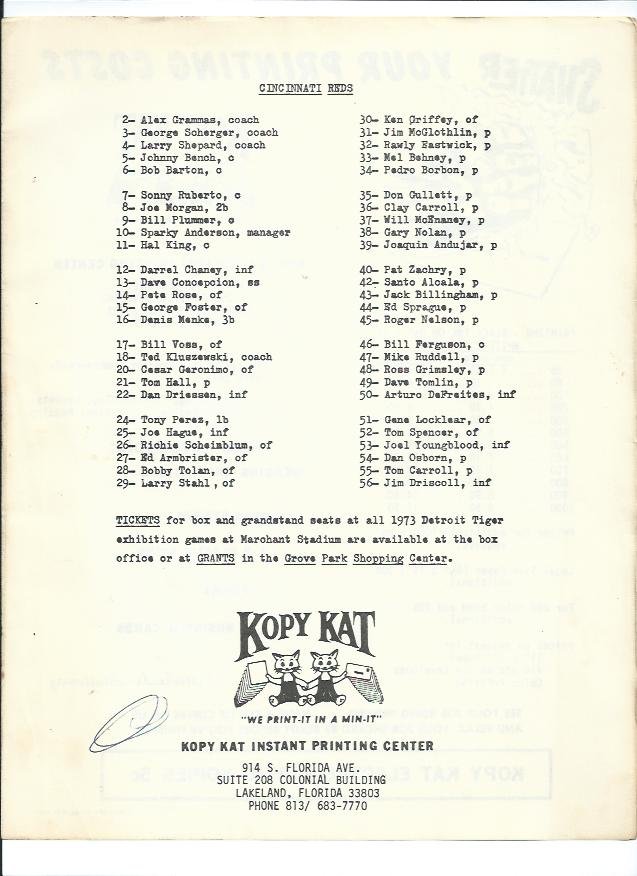 CINCINNATI REDS
2- Alex Grammas, coach
3- George Scherger, coach
4- Larry Shepard, coach
5- Johnny Bench, c
6- Bob Barton, c
7- Sonny Ruberto, c
8- Joe Morgan, 2b
9- Bill Plummer, c
10- Sparky Anderson, manager
11- Hal King, c
12- Darrel Chaney, inf
13- Dave Concepcion, ss
14- Pete Rose, of
15- George Foster, of
16- Denis Menke, 3b
17- Bill Voss, of
18- Ted Kluszewski, coach
20- Cesar Geronimo, of
21- Tom Hall, p
22- Dan Driessen, inf
24- Tony Perez, 1b
25- Joe Hague, inf
26- Richie Scheinblum, of
27- Ed Armbrister, of
28- Bobby Tolan, of
29- Larry Stahl, of
30- Ken Griffey, of
31- Jim McGlothlin, p
32- Rawly Eastwick, p
33- Mel Behney, p
34- Pedro Borbon, p
35- Don Gullett, p
36- Clay Carroll, p
37- Will McEnaney, p
38- Gary Nolan, p
39- Joaquin Andujar, p
40- Pat Zachry, p
42- Santo Alcala, p
43- Jack Billingham, p
44- Ed Sprague, p
45- Roger Nelson, p
46- Bill Ferguson, c
47- Mike Ruddell, p
48- Ross Grimsley, p
49- Dave Tomlin, p
50- Arturo DeFreites, inf
51- Gene Locklear, of
52- Tom Spencer, of
53- Joel Youngblood, inf
54- Dan Osborn, p
55- Tom Carroll, p
56- Jim Driscoll, inf
TICKETS for box and grandstand seats at all 1973 Detroit Tiger
exhibition games at Marchant Stadium are available at the box
office or at GRANTS in the Grove Park Shopping Center.
KOPY KAT
"WE PRINT-IT IN A MIN-IT"
KOPY KAT INSTANT PRINTING CENTER
914 S. FLORIDA AVE.
SUITE 208 COLONIAL BUILDING
LAKELAND, FLORIDA 33803
PHONE 813/ 683-7770